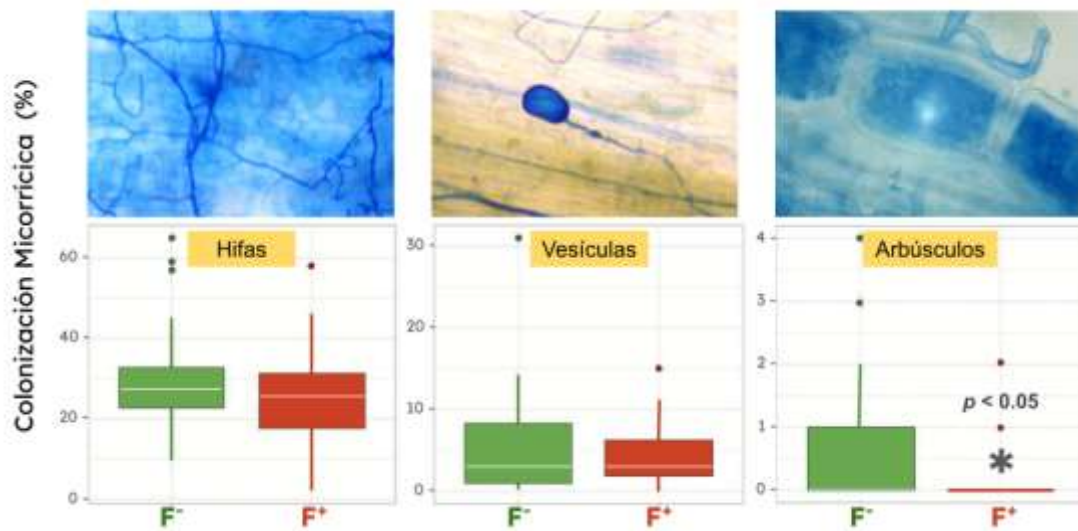 Colonización Micorrícica (%)
Hifas
60
40
20
0
F⁻
F⁺
Vesículas
30
20
10
0
F⁻
F⁺
Arbúsculos
4
3
2
1
0
p < 0.05
*
F⁻
F⁺